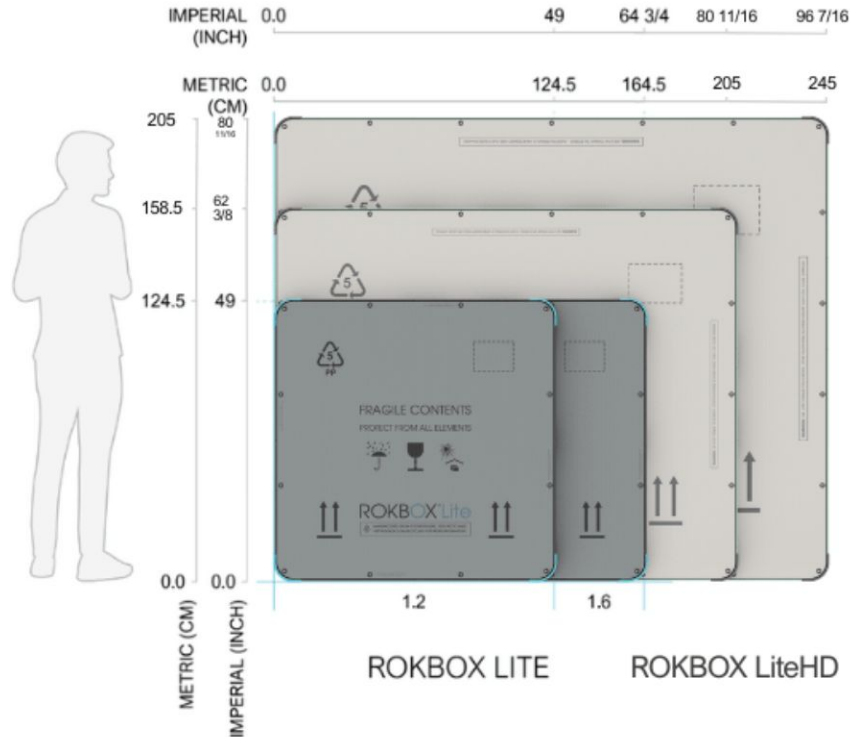 IMPERIAL (INCH) 0.0 49 64 3/4 80 11/16 96 7/16
METRIC (CM) 0.0 124.5 164.5 205 245
205 80 11/16
158.5 62 3/8
124.5 49
5
5
PP
FRAGILE CONTENTS
PROTECT FROM ALL ELEMENTS
ROKBOX Lite
0.0 0.0
1.2 1.6
METRIC (CM)
IMPERIAL (INCH)
ROKBOX LITE
ROKBOX LiteHD